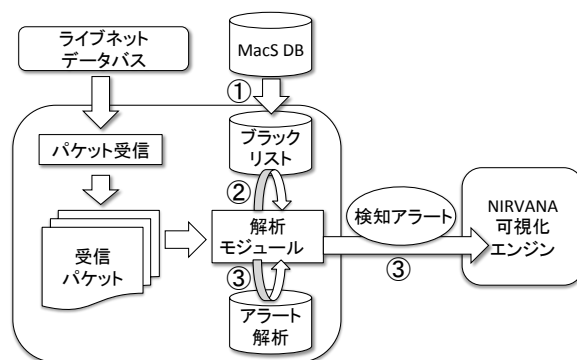 ライブネット
データバス
MacS DB
①
パケット受信
ブラック
リスト
②
検知アラート
NIRVANA
可視化
エンジン
受信
パケット
解析
モジュール
③
③
アラート
解析